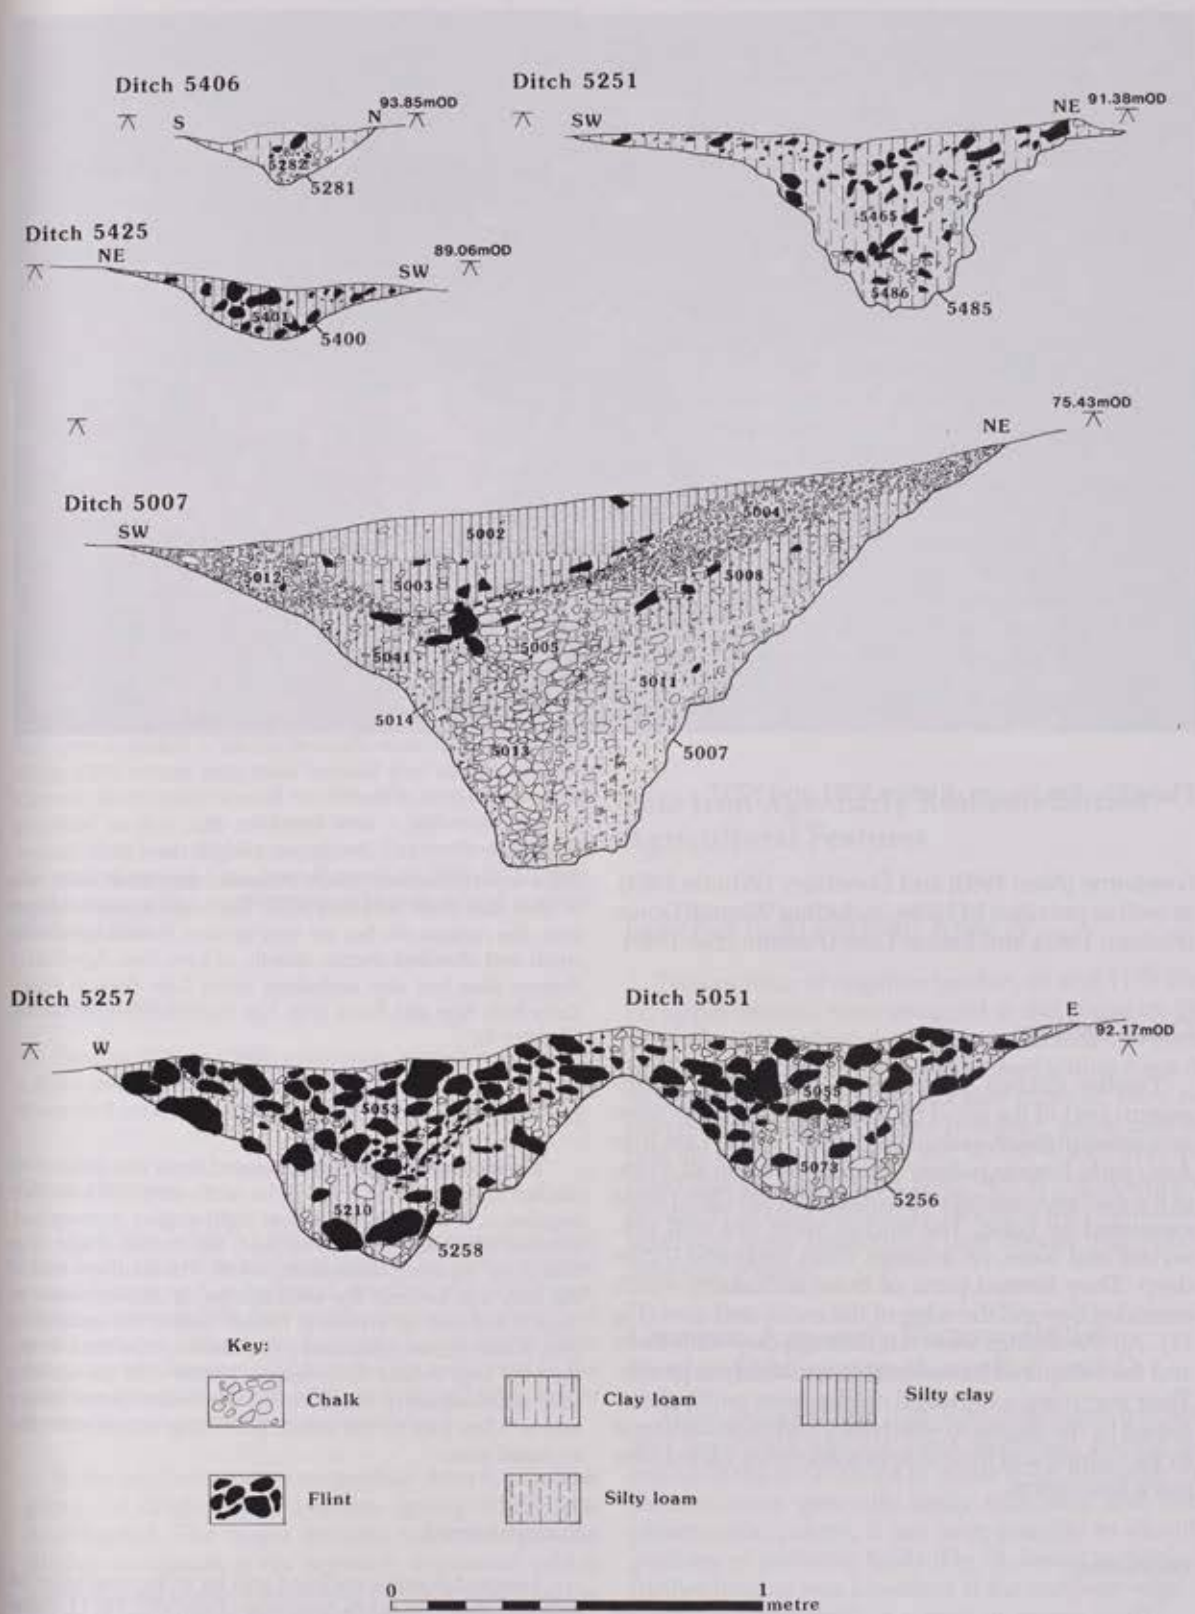 Ditch 5406
S
N
93.85mOD
5282
5281
Ditch 5251
SW
NE
91.38mOD
5465
5486
5485
Ditch 5425
NE
SW
89.06mOD
5401
5400
75.43mOD
NE
Ditch 5007
SW
5002
5004
5012
5003
5008
5041
5005
5011
5014
5013
5007
Ditch 5257
Ditch 5051
W
E
92.17mOD
5053
5055
5073
5210
5256
5258
Key:
Chalk
Clay loam
Silty clay
Flint
Silty loam
0
1
metre